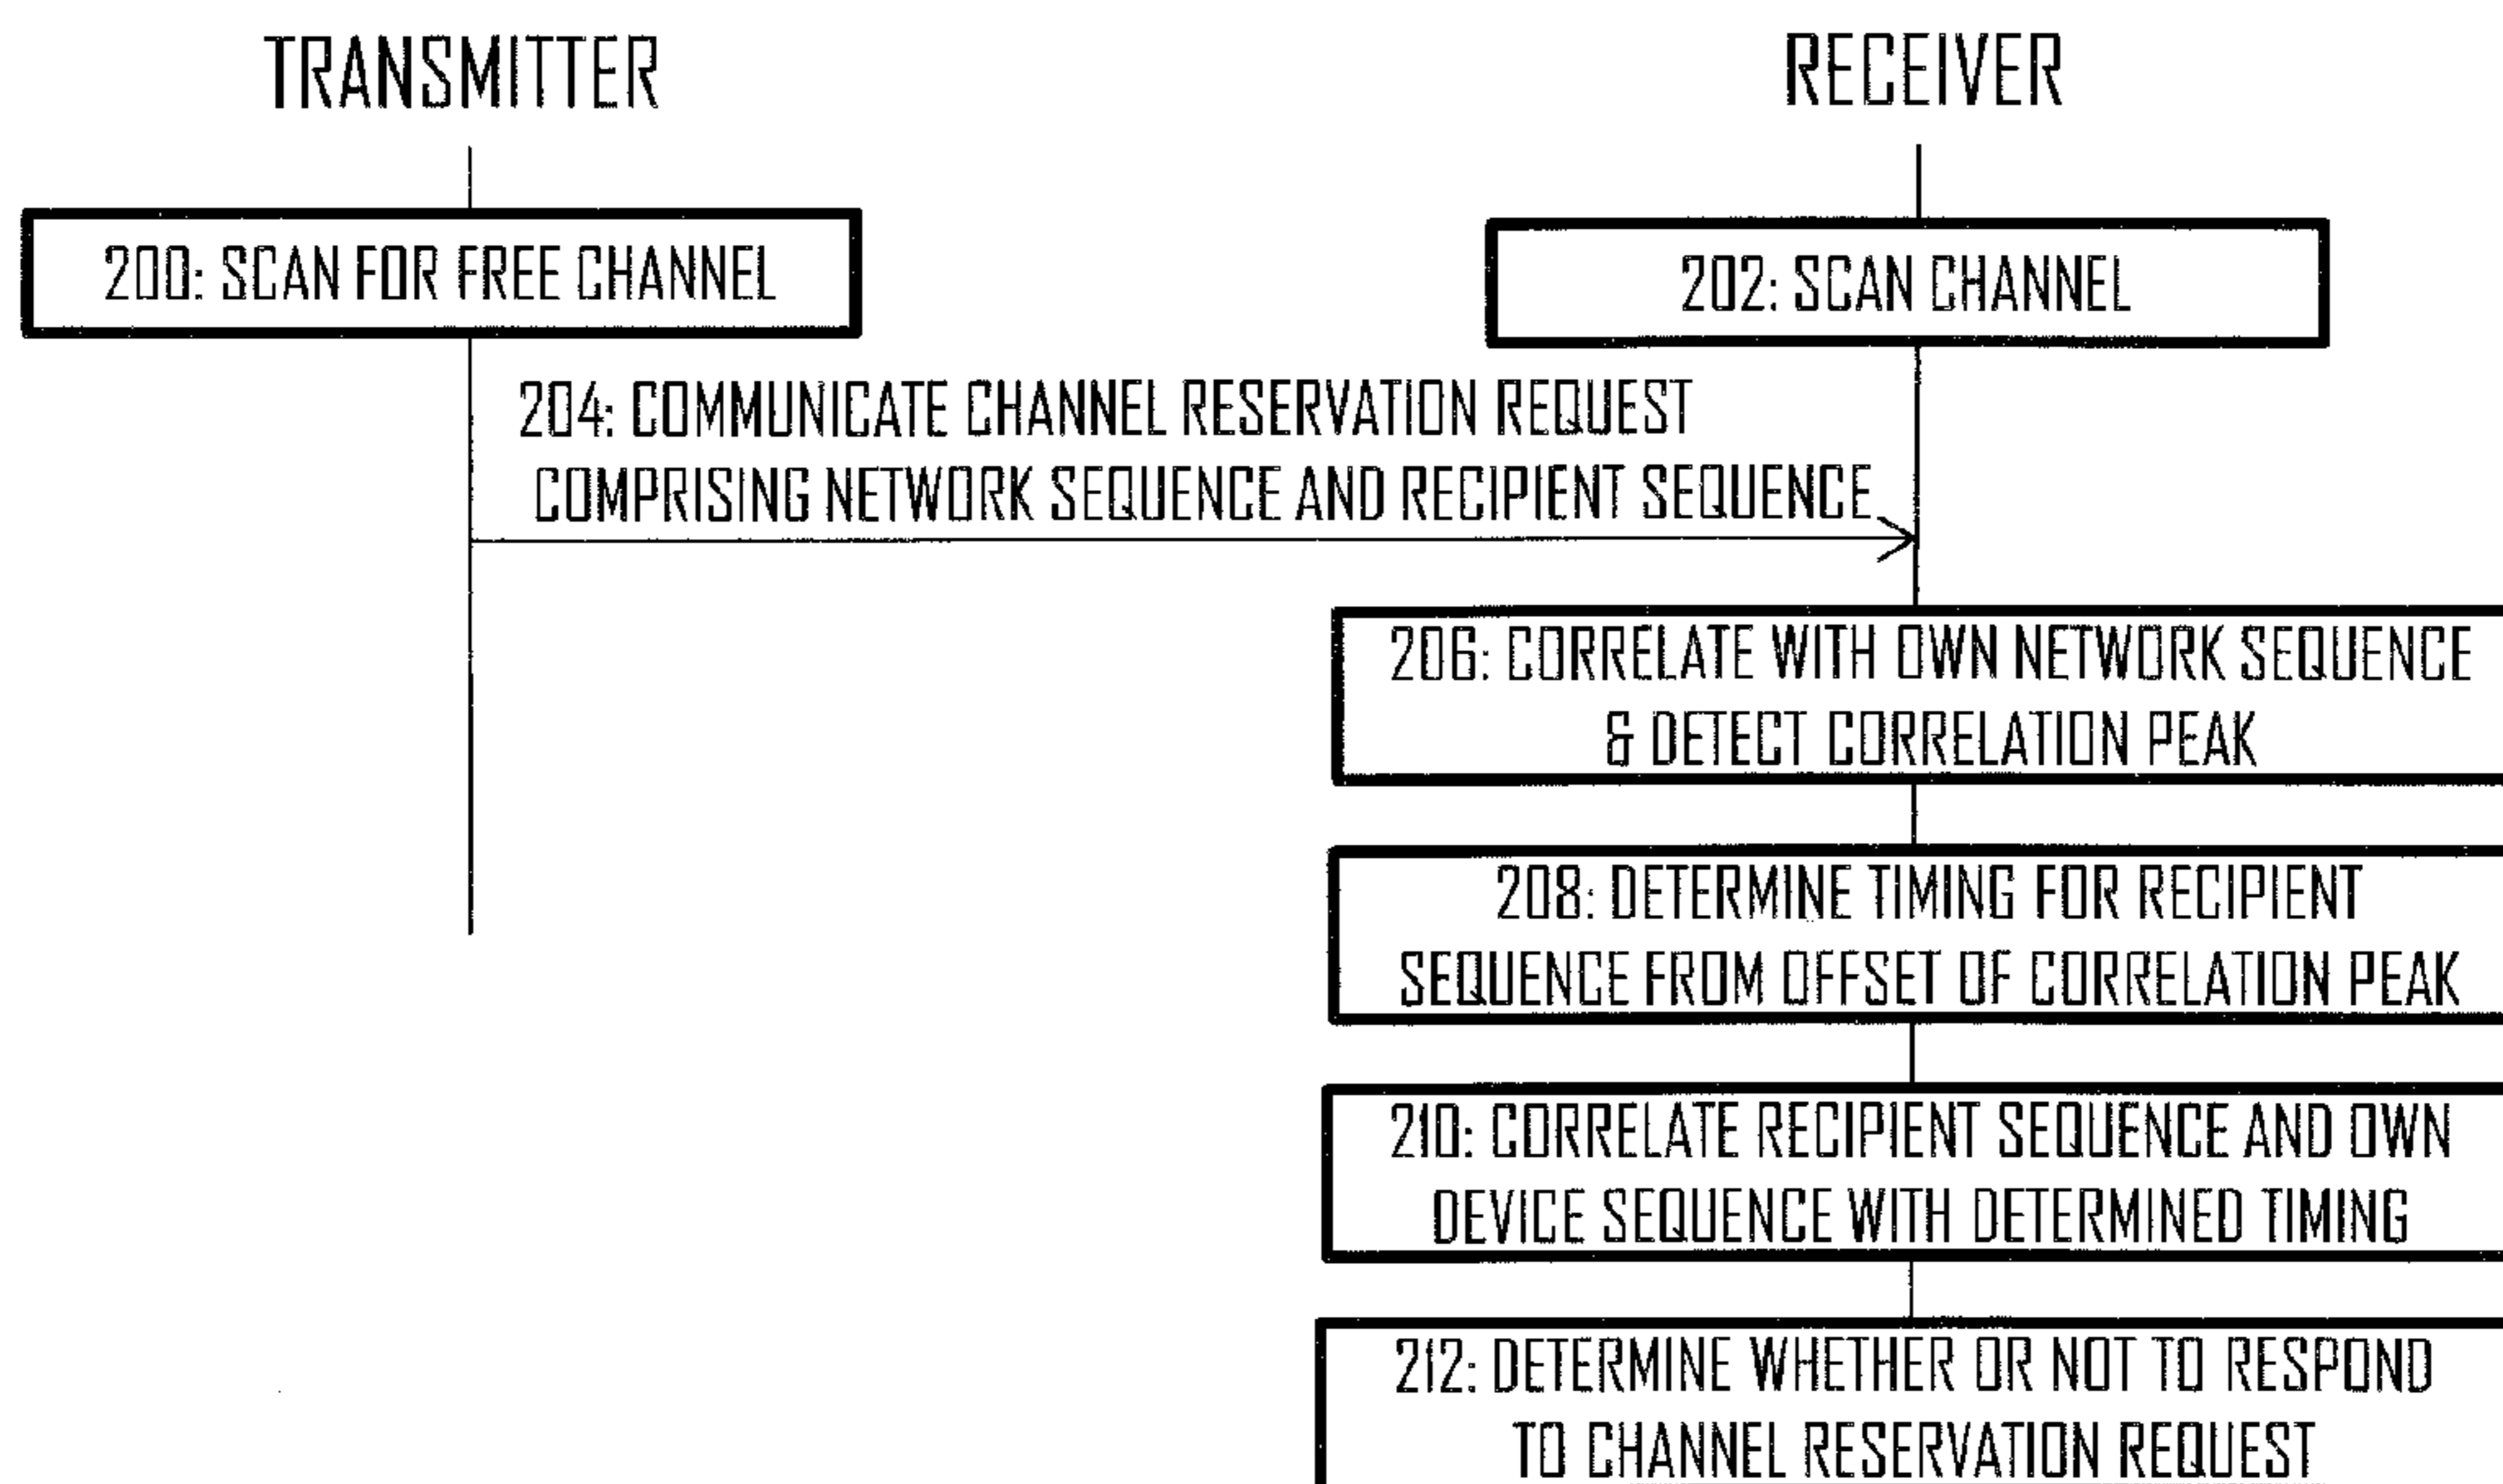 TRANSMITTER
RECEIVER
200: SCAN FOR FREE CHANNEL
202: SCAN CHANNEL
204: COMMUNICATE CHANNEL RESERVATION REQUEST
COMPRISING NETWORK SEQUENCE AND RECIPIENT SEQUENCE
206: CORRELATE WITH OWN NETWORK SEQUENCE
& DETECT CORRELATION PEAK
208: DETERMINE TIMING FOR RECIPIENT
SEQUENCE FROM OFFSET OF CORRELATION PEAK
210: CORRELATE RECIPIENT SEQUENCE AND OWN
DEVICE SEQUENCE WITH DETERMINED TIMING
212: DETERMINE WHETHER OR NOT TO RESPOND
TO CHANNEL RESERVATION REQUEST